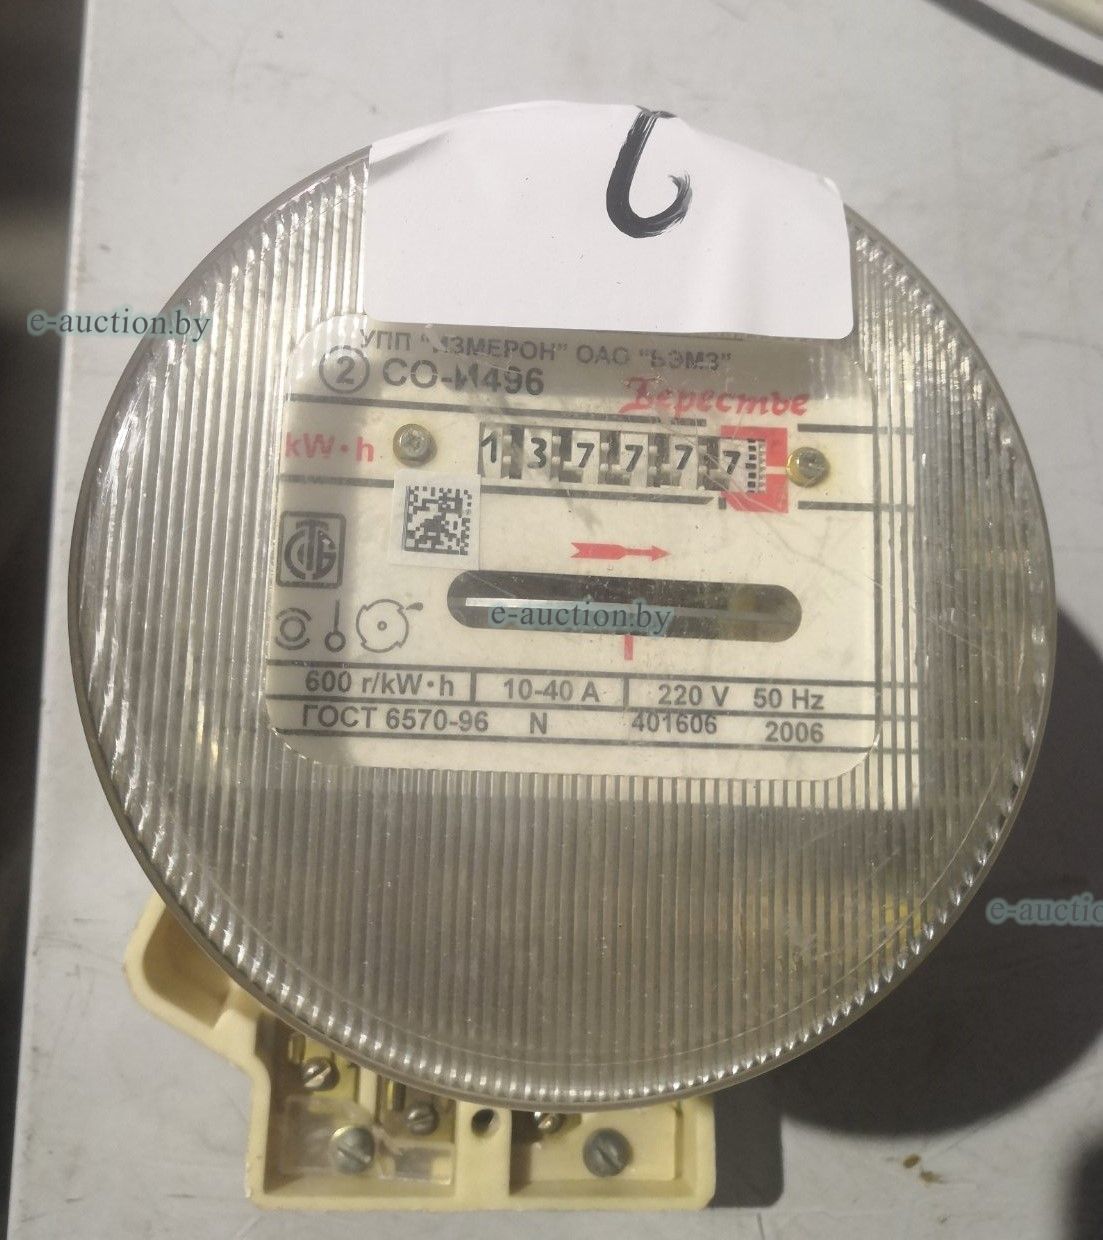 УПП "ИЗМЕРОН" ОАО "БЭМЗ"
2 СО-И496
Берестье
kW·h 1 3 7 7 7 7
e-auction.by
e-auction.by
600 r/kW·h 10-40 A 220 V 50 Hz
ГОСТ 6570-96 N 401606 2006
e-auctio